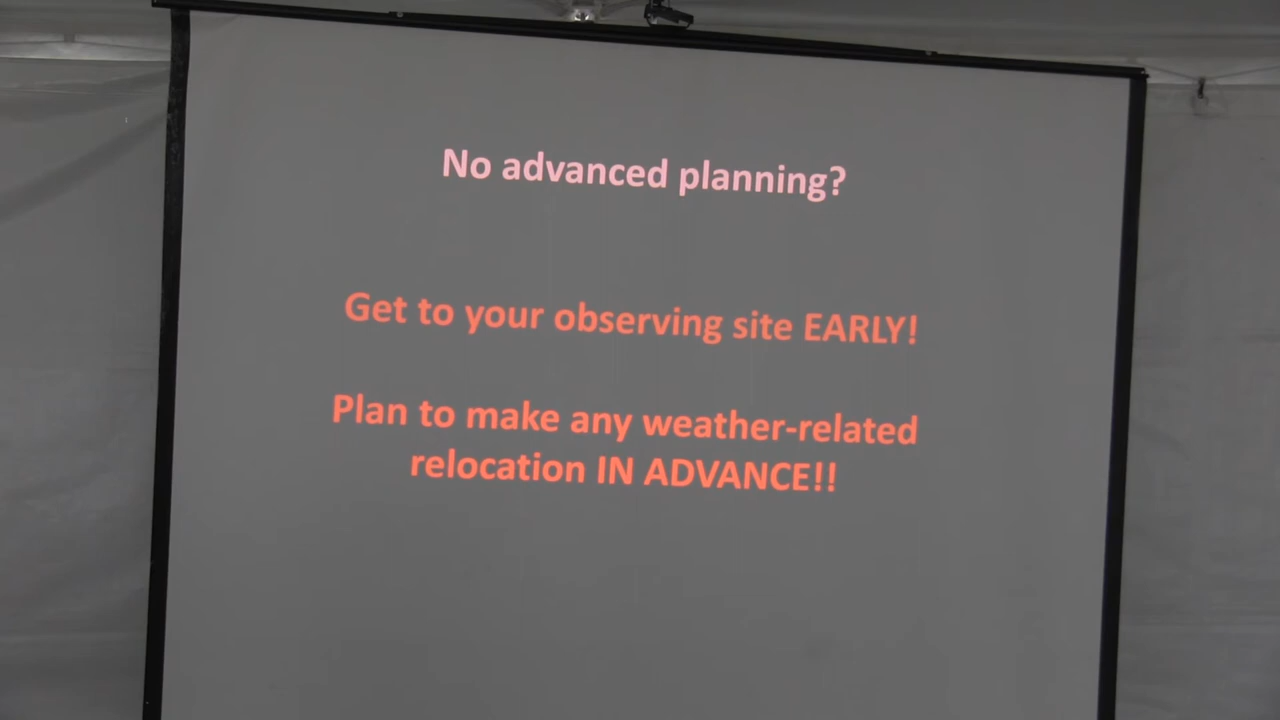 No advanced planning?
Get to your observing site EARLY!
Plan to make any weather-related
relocation IN ADVANCE!!